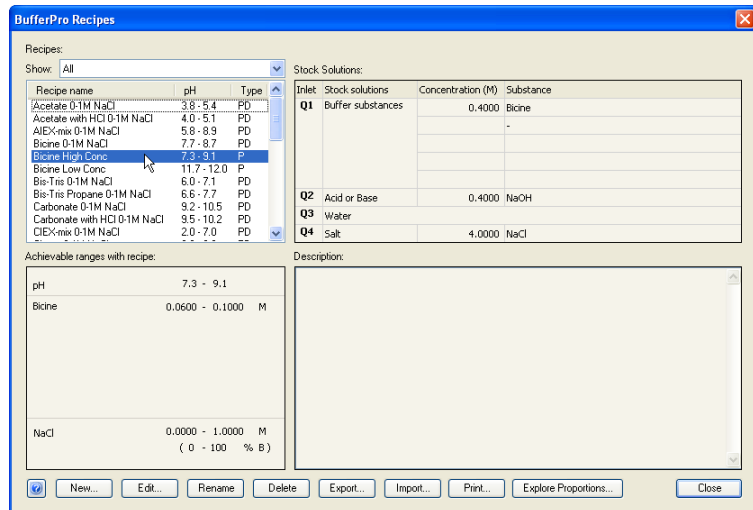 BufferPro Recipes
Recipes:
Show: All
Recipe name pH Type
Acetate 0-1M NaCl 3.8 - 5.4 PD
Acetate with HCl 0-1M NaCl 4.0 - 5.1 PD
AIEX-mix 0-1M NaCl 5.8 - 8.9 PD
Bicine 0-1M NaCl 7.7 - 8.7 PD
Bicine High Conc 7.3 - 9.1 P
Bicine Low Conc 11.7 - 12.0 P
Bis-Tris 0-1M NaCl 6.0 - 7.1 PD
Bis-Tris Propane 0-1M NaCl 6.6 - 7.7 PD
Carbonate 0-1M NaCl 9.2 - 10.5 PD
Carbonate with HCl 0-1M NaCl 9.5 - 10.2 PD
CIEX-mix 0-1M NaCl 2.0 - 7.0 PD
Stock Solutions:
Inlet Stock solutions Concentration (M) Substance
Q1 Buffer substances 0.4000 Bicine
-
Q2 Acid or Base 0.4000 NaOH
Q3 Water
Q4 Salt 4.0000 NaCl
Achievable ranges with recipe:
pH 7.3 - 9.1
Bicine 0.0600 - 0.1000 M
NaCl 0.0000 - 1.0000 M
( 0 - 100 % B )
Description:
? New... Edit... Rename Delete Export... Import... Print... Explore Proportions... Close